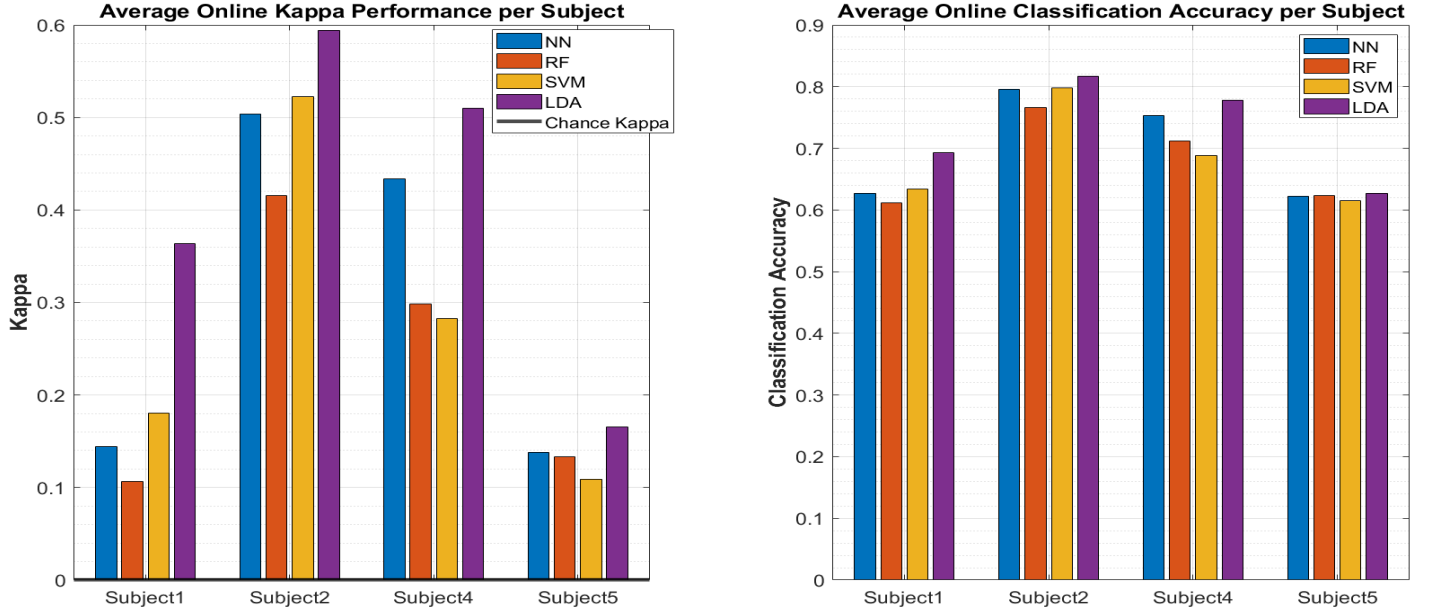 Average Online Kappa Performance per Subject
0.6
0.5
0.4
0.3
0.2
0.1
0
Kappa
NN
RF
SVM
LDA
Chance Kappa
Subject1 Subject2 Subject4 Subject5
Average Online Classification Accuracy per Subject
0.9
0.8
0.7
0.6
0.5
0.4
0.3
0.2
0.1
0
Classification Accuracy
NN
RF
SVM
LDA
Subject1 Subject2 Subject4 Subject5